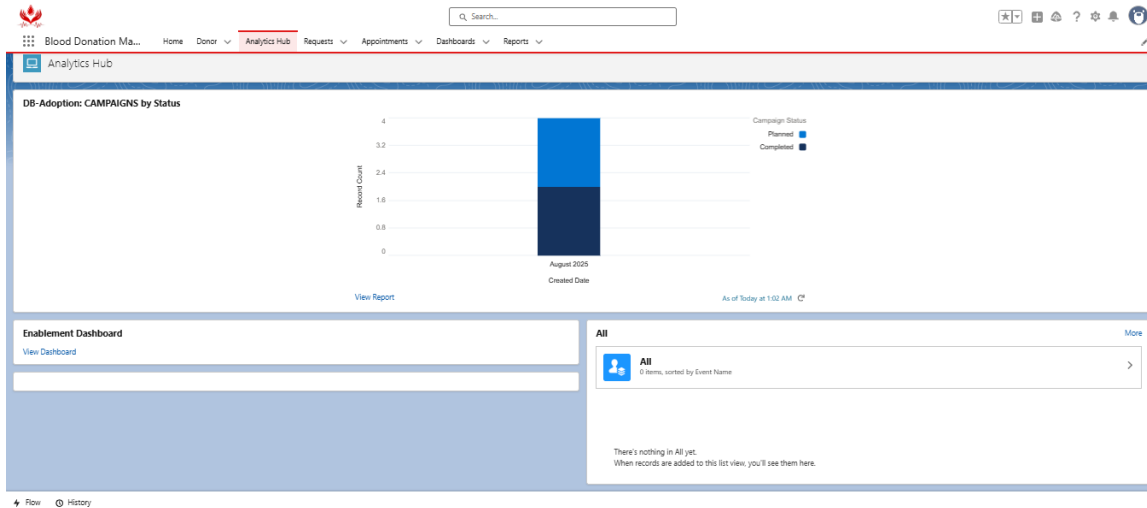 Search...
Blood Donation Ma...
Home
Donor
Analytics Hub
Requests
Appointments
Dashboards
Reports
Analytics Hub
DB-Adoption: CAMPAIGNS by Status
Campaign Status
Planned
Completed
Record Count
4
3.2
2.4
1.6
0.8
0
August 2025
Created Date
View Report
As of Today at 1:02 AM
Enablement Dashboard
View Dashboard
All
More
All
0 items, sorted by Event Name
There's nothing in All yet.
When records are added to this list view, you'll see them here.
Flow
History